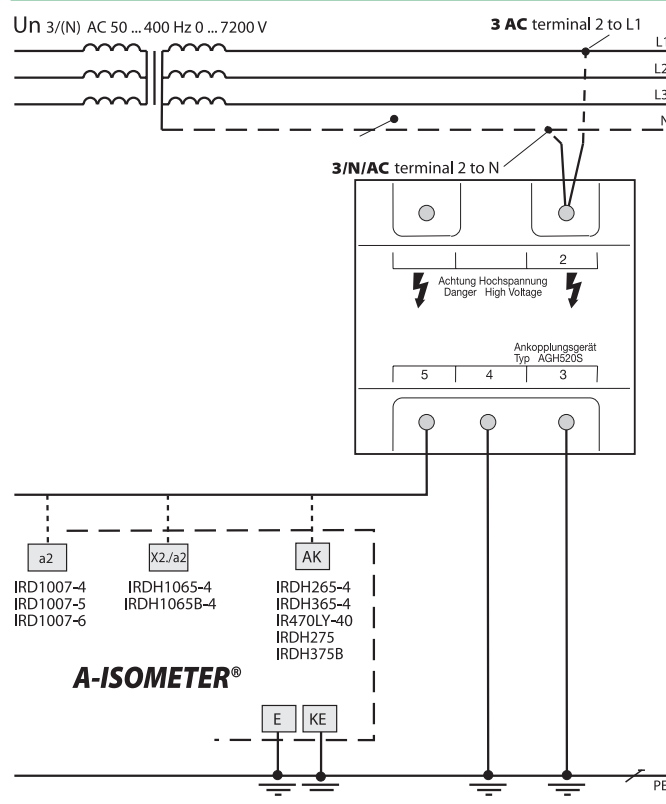 Un 3/(N) AC 50 ... 400 Hz 0 ... 7200 V
3 AC terminal 2 to L1
L1
L2
L3
N
3/N/AC terminal 2 to N
2
Achtung Hochspannung
Danger High Voltage
Ankopplungsgerät
Typ AGH520S
5 4 3
a2 X2./a2 AK
IRD1007-4
IRD1007-5
IRD1007-6
IRDH1065-4
IRDH1065B-4
IRDH265-4
IRDH365-4
IR470LY-40
IRDH275
IRDH375B
A-ISOMETER®
E KE
PE